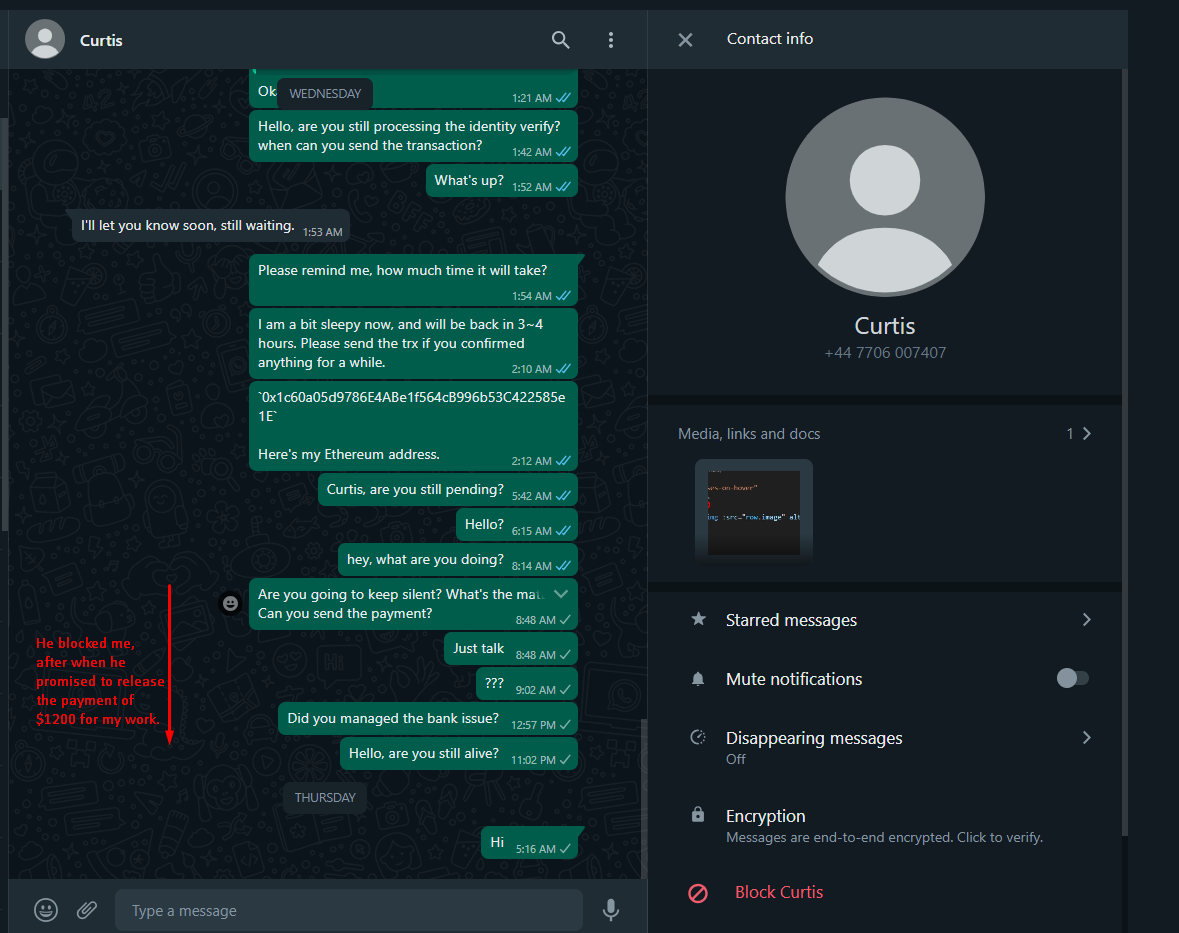 Curtis
Ok
WEDNESDAY
1:21 AM
Hello, are you still processing the identity verify?
when can you send the transaction?
1:42 AM
What's up?
1:52 AM
I'll let you know soon, still waiting.
1:53 AM
Please remind me, how much time it will take?
1:54 AM
I am a bit sleepy now, and will be back in 3~4
hours. Please send the trx if you confirmed
anything for a while.
2:10 AM
`0x1c60a05d9786E4ABe1f564cB996b53C422585e
1E`
Here's my Ethereum address.
2:12 AM
Curtis, are you still pending?
5:42 AM
Hello?
6:15 AM
hey, what are you doing?
8:14 AM
Are you going to keep silent? What's the mat
Can you send the payment?
8:48 AM
Just talk
8:48 AM
???
9:02 AM
Did you managed the bank issue?
12:57 PM
Hello, are you still alive?
11:02 PM
THURSDAY
Hi
5:16 AM
He blocked me,
after when he
promised to release
the payment of
$1200 for my work.
Type a message
Contact info
Curtis
+44 7706 007407
Media, links and docs
1
es-on-hover"
img :src="row.image" alt
Starred messages
Mute notifications
Disappearing messages
Off
Encryption
Messages are end-to-end encrypted. Click to verify.
Block Curtis